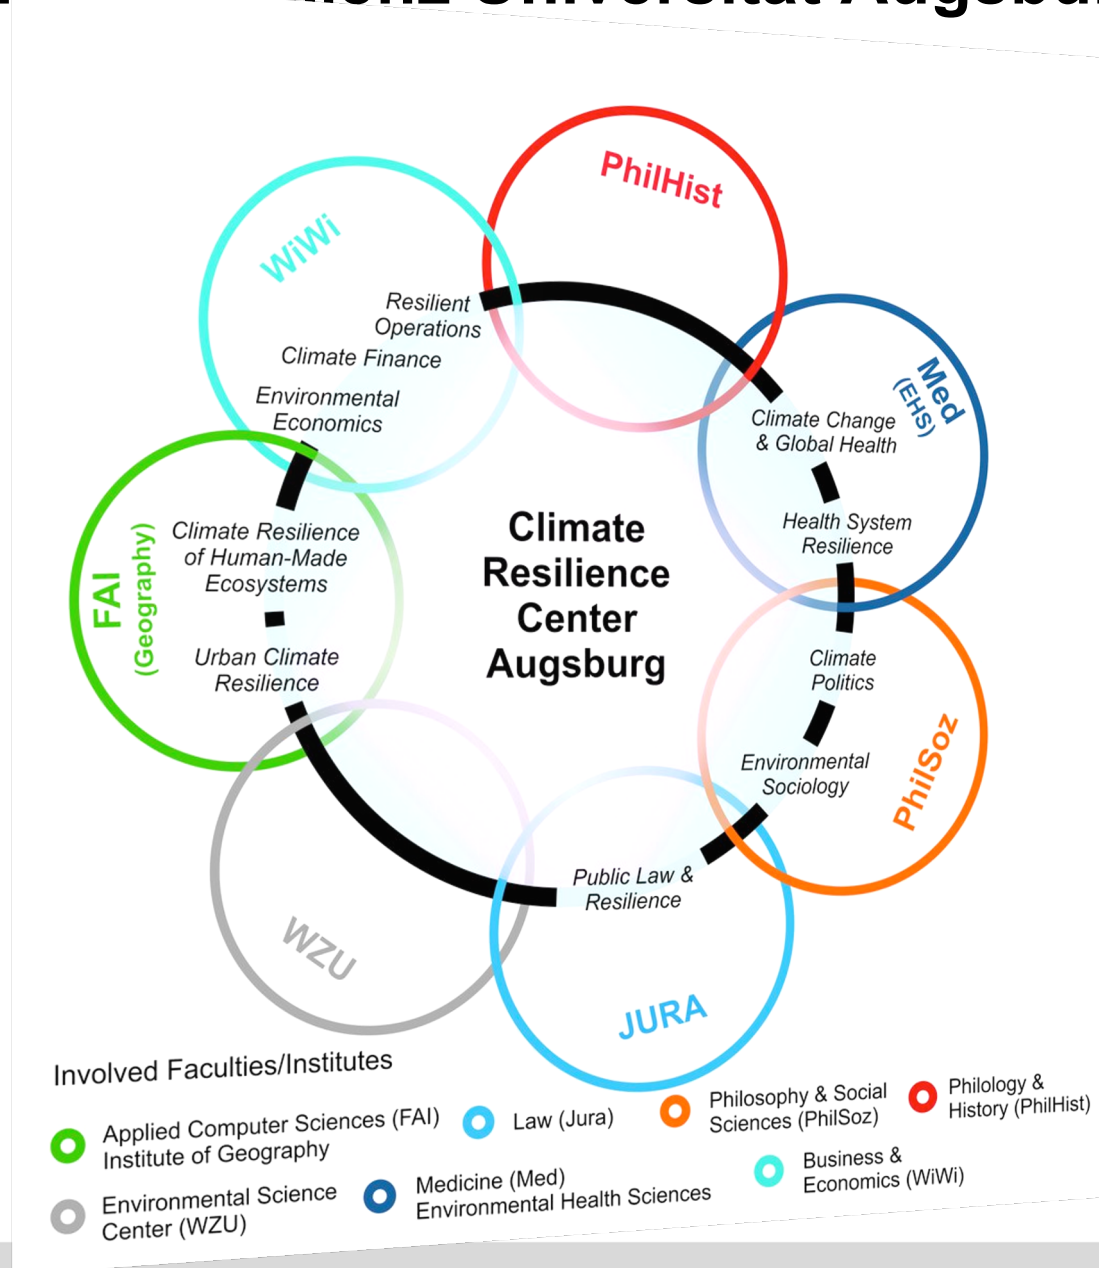 Universität Augsburg
PhilHist
WiWi
Resilient
Operations
Climate Finance
Environmental
Economics
Med
(EHS)
Climate Change
& Global Health
Health System
Resilience
FAI
(Geography)
Climate Resilience
of Human-Made
Ecosystems
Urban Climate
Resilience
Climate
Resilience
Center
Augsburg
Climate
Politics
Environmental
Sociology
PhilSoz
Public Law &
Resilience
WZU
JURA
Involved Faculties/Institutes
Applied Computer Sciences (FAI)
Institute of Geography
Law (Jura)
Philosophy & Social
Sciences (PhilSoz)
Philology &
History (PhilHist)
Environmental Science
Center (WZU)
Medicine (Med)
Environmental Health Sciences
Business &
Economics (WiWi)